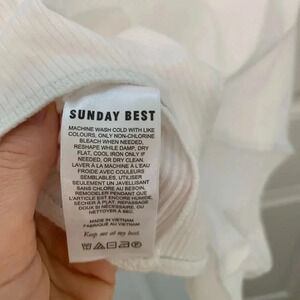 SUNDAY BEST
MACHINE WASH COLD WITH LIKE
COLOURS, ONLY NON-CHLORINE
BLEACH WHEN NEEDED,
RESHAPE WHILE DAMP, DRY
FLAT, COOL IRON ONLY IF
NEEDED, OR DRY CLEAN.
LAVER À LA MACHINE À L'EAU
FROIDE AVEC COULEURS
SEMBLABLES, UTILISER
SEULEMENT UN JAVELLISANT
SANS CHLORE AU BESOIN,
REMODELER PENDANT QUE
L'ARTICLE EST ENCORE HUMIDE,
SÉCHER À PLAT. REPASSAGE
DOUX SI NÉCESSAIRE, OU
NETTOYER À SEC.
MADE IN VIETNAM
FABRIQUÉ AU VIETNAM
Keep me at my best.